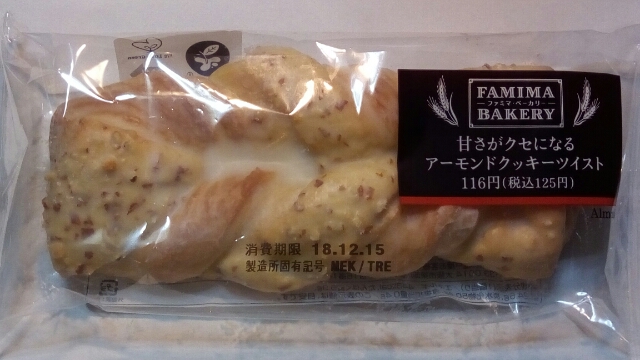 FAMIMA
ファミマ・ベーカリー
BAKERY
甘さがクセになる
アーモンドクッキーツイスト
116円(税込125円)
Alm
消費期限 18.12.15
製造所固有記号 MEK/TRE